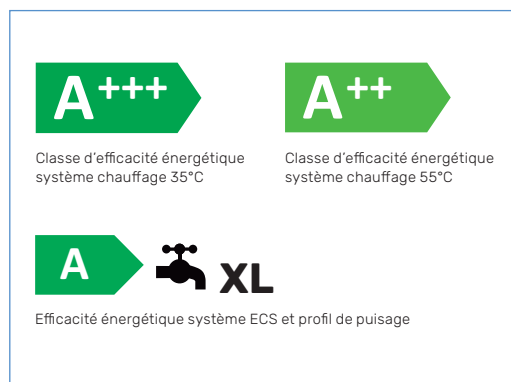 A+++ A++
Classe d'efficacité énergétique
système chauffage 35°C
Classe d'efficacité énergétique
système chauffage 55°C
A XL
Efficacité énergétique système ECS et profil de puisage